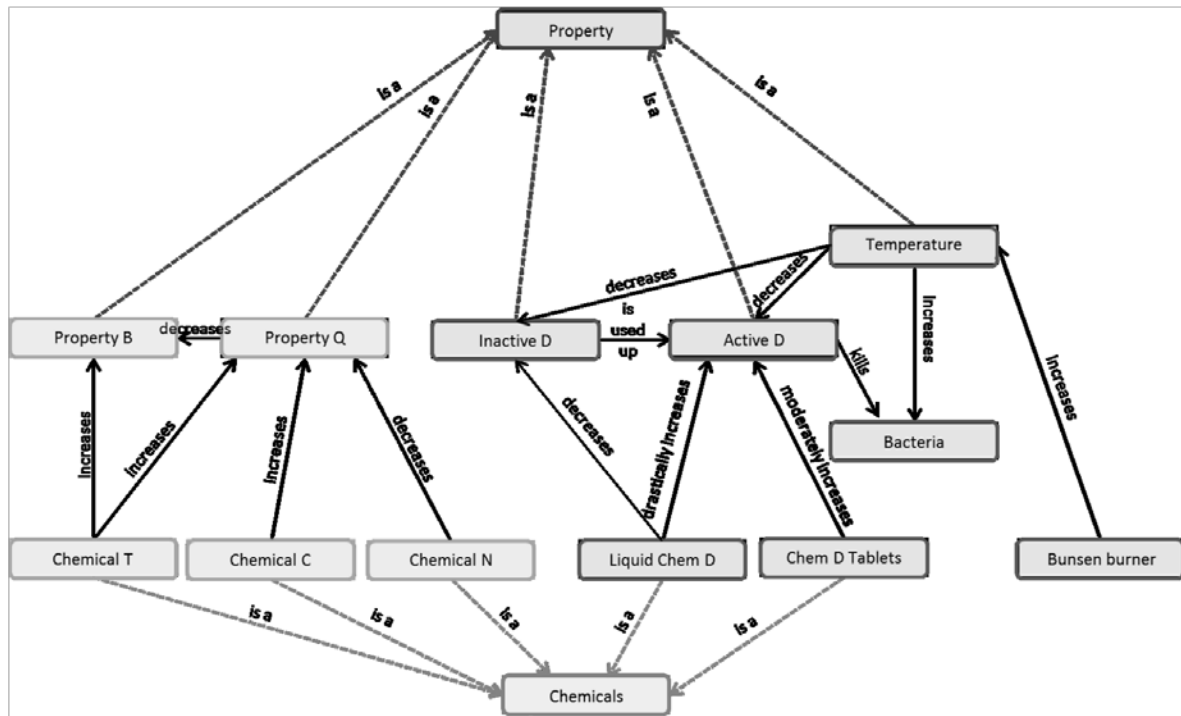 Property
is a
is a
is a
is a
is a
Temperature
decreases
decreases
Increases
Increases
Property B
decreases
Property Q
Inactive D
is
used
up
Active D
kills
Bacteria
Increases
Increases
Increases
decreases
decreases
drastically Increases
moderately Increases
Chemical T
Chemical C
Chemical N
Liquid Chem D
Chem D Tablets
Bunsen burner
is a
is a
is a
is a
is a
Chemicals